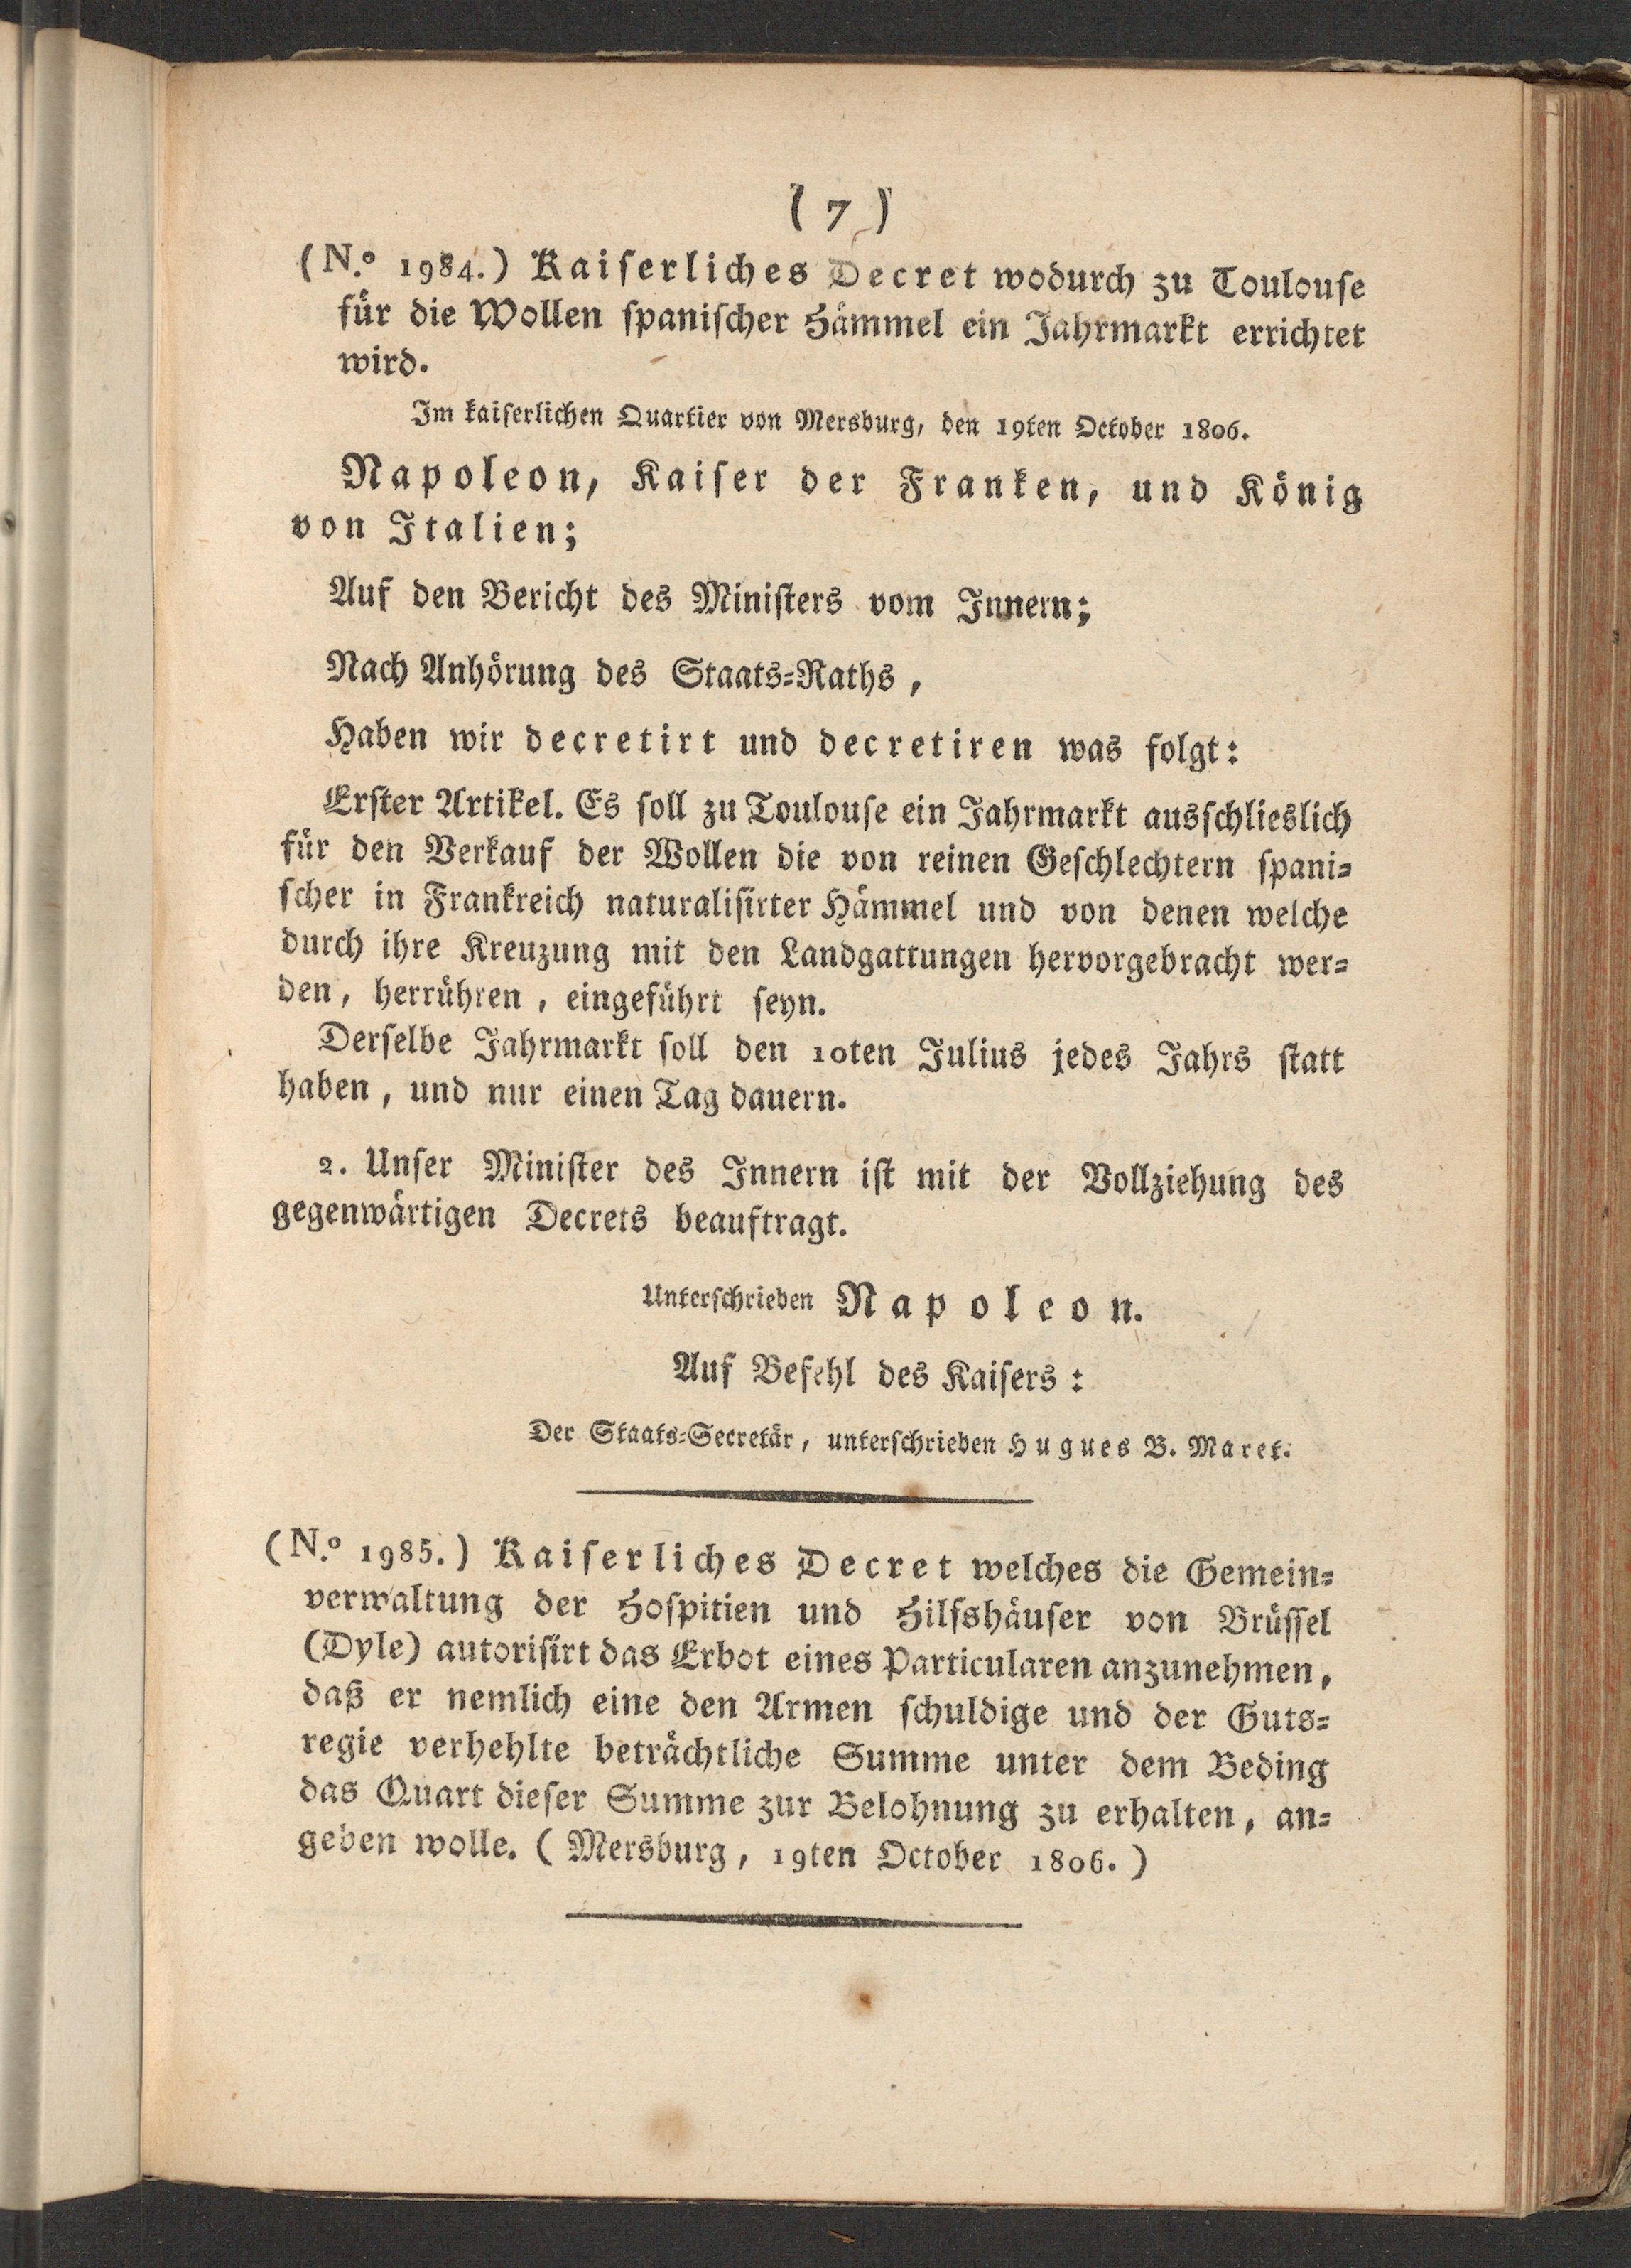 ( 7 )
(N.º 1984.) Kaiserliches Decret wodurch zu Toulouse
für die Wollen spanischer Hämmel ein Jahrmarkt errichtet
wird.
Im kaiserlichen Quartier von Mersburg, den 19ten October 1806.
Napoleon, Kaiser der Franken, und König
von Italien;
Auf den Bericht des Ministers vom Innern;
Nach Anhörung des Staats-Raths,
Haben wir decretirt und decretiren was folgt:
Erster Artikel. Es soll zu Toulouse ein Jahrmarkt ausschlieslich
für den Verkauf der Wollen die von reinen Geschlechtern spani-
scher in Frankreich naturalisirter Hämmel und von denen welche
durch ihre Kreuzung mit den Landgattungen hervorgebracht wer-
den, herrühren, eingeführt seyn.
Derselbe Jahrmarkt soll den 10ten Julius jedes Jahrs statt
haben, und nur einen Tag dauern.
2. Unser Minister des Innern ist mit der Vollziehung des
gegenwärtigen Decrets beauftragt.
Unterschrieben Napoleon.
Auf Befehl des Kaisers:
Der Staats-Secretär, unterschrieben Hugues B. Maret.
(N.º 1985.) Kaiserliches Decret welches die Gemein-
verwaltung der Hospitien und Hilfshäuser von Brüssel
(Dyle) autorisirt das Erbot eines Particularen anzunehmen,
daß er nemlich eine den Armen schuldige und der Guts-
regie verhehlte beträchtliche Summe unter dem Beding
das Quart dieser Summe zur Belohnung zu erhalten, an-
geben wolle. (Mersburg, 19ten October 1806.)